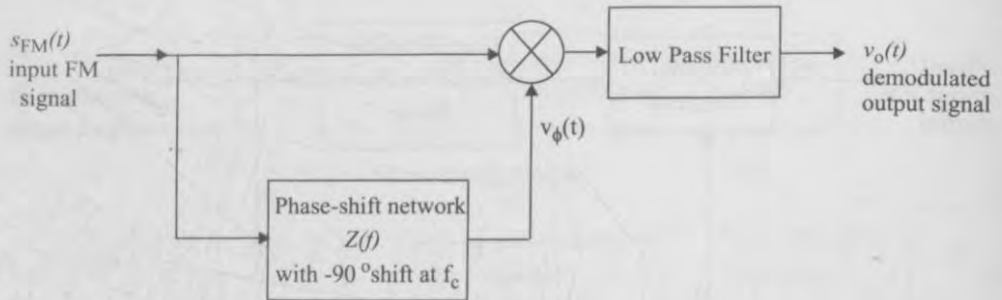 s_FM(t)
input FM
signal
Low Pass Filter
v_o(t)
demodulated
output signal
v_ϕ(t)
Phase-shift network
Z(f)
with -90 °shift at f_c